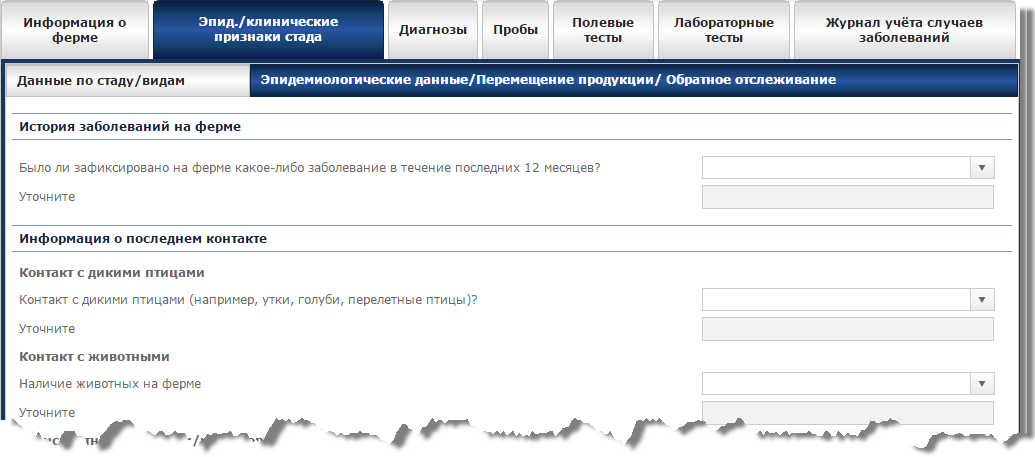 Информация о
ферме
Эпид./клинические
признаки стада
Диагнозы
Пробы
Полевые
тесты
Лабораторные
тесты
Журнал учёта случаев
заболеваний
Данные по стаду/видам
Эпидемиологические данные/Перемещение продукции/ Обратное отслеживание
История заболеваний на ферме
Было ли зафиксировано на ферме какое-либо заболевание в течение последних 12 месяцев?
Уточните
Информация о последнем контакте
Контакт с дикими птицами
Контакт с дикими птицами (например, утки, голуби, перелетные птицы)?
Уточните
Контакт с животными
Наличие животных на ферме
Уточните